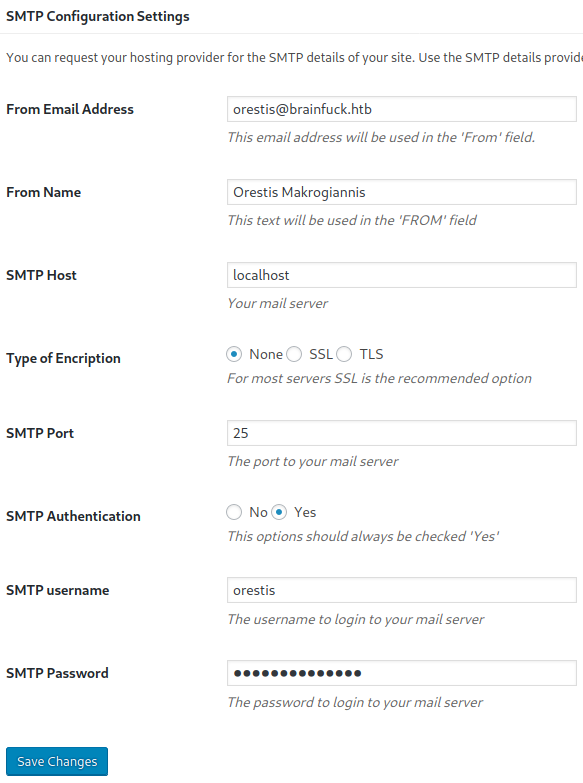 SMTP Configuration Settings
You can request your hosting provider for the SMTP details of your site. Use the SMTP details provide
From Email Address
orestis@brainfuck.htb
This email address will be used in the 'From' field.
From Name
Orestis Makrogiannis
This text will be used in the 'FROM' field
SMTP Host
localhost
Your mail server
Type of Encription
None SSL TLS
For most servers SSL is the recommended option
SMTP Port
25
The port to your mail server
SMTP Authentication
No Yes
This options should always be checked 'Yes'
SMTP username
orestis
The username to login to your mail server
SMTP Password
●●●●●●●●●●●●●●
The password to login to your mail server
Save Changes